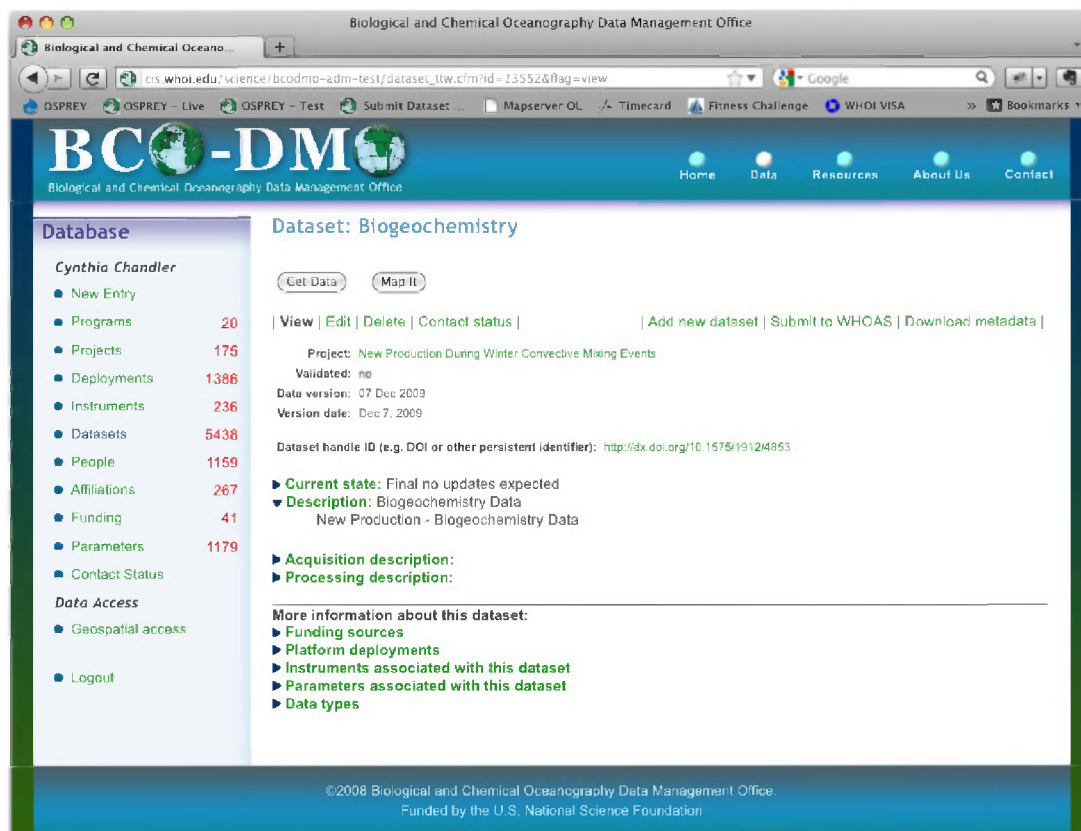 Biological and Chemical Oceanography Data Management Office
Biological and Chemical Oceano...
cis.whoi.edu/science/bcodmo-adm-test/dataset_ttw.cfm?id=13552&flag=view
Google
OSPREY OSPREY - Live OSPREY - Test Submit Dataset ... Mapserver OL Timecard Fitness Challenge WHOI VISA » Bookmarks
BCO-DMO
Biological and Chemical Oceanography Data Management Office
Home Data Resources About Us Contact
Database
Cynthia Chandler
New Entry
Programs 20
Projects 175
Deployments 1386
Instruments 236
Datasets 5438
People 1159
Affiliations 267
Funding 41
Parameters 1179
Contact Status
Data Access
Geospatial access
Logout
Dataset: Biogeochemistry
Get Data Map It
| View | Edit | Delete | Contact status | | Add new dataset | Submit to WHOAS | Download metadata |
Project: New Production During Winter Convective Mixing Events
Validated: no
Data version: 07 Dec 2009
Version date: Dec 7, 2009
Dataset handle ID (e.g. DOI or other persistent identifier): http://dx.doi.org/10.1575/1912/4853
Current state: Final no updates expected
Description: Biogeochemistry Data
New Production - Biogeochemistry Data
Acquisition description:
Processing description:
More information about this dataset:
Funding sources
Platform deployments
Instruments associated with this dataset
Parameters associated with this dataset
Data types
©2008 Biological and Chemical Oceanography Data Management Office.
Funded by the U.S. National Science Foundation